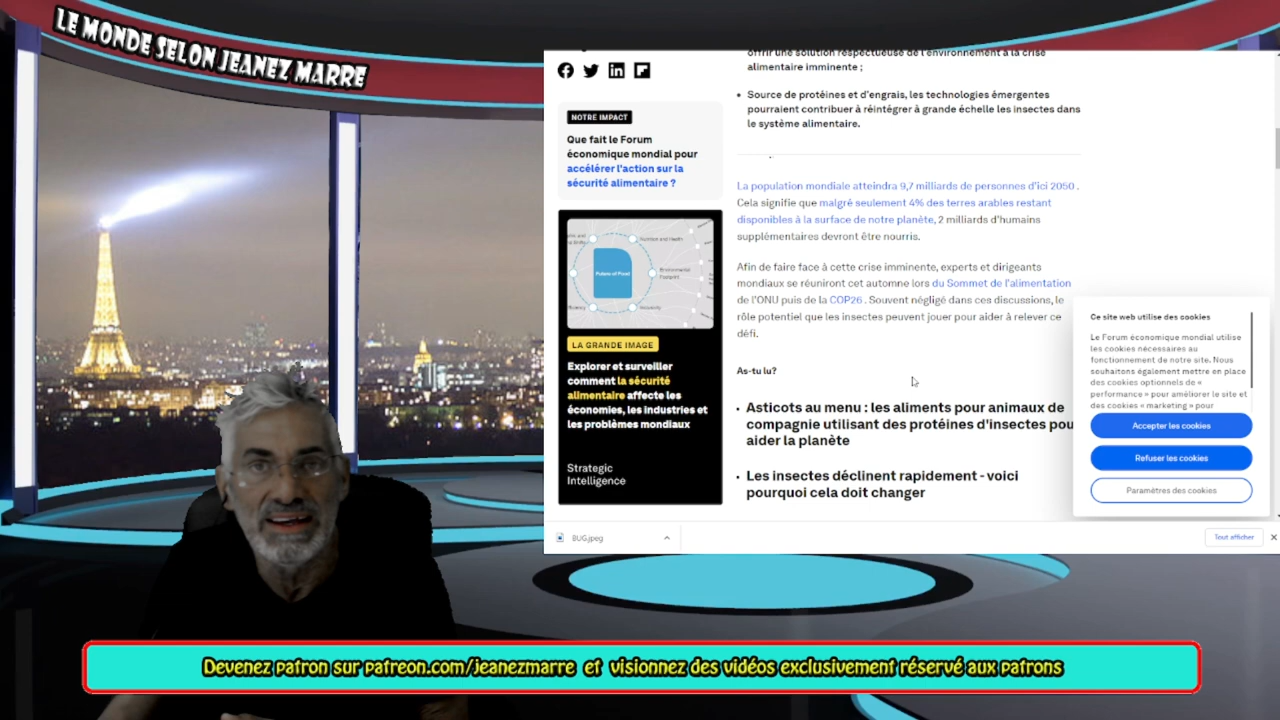 LE MONDE SELON JEANEZ MARRE
offrir une solution respectueuse de l'environnement à la crise
alimentaire imminente ;
• Source de protéines et d'engrais, les technologies émergentes
pourraient contribuer à réintégrer à grande échelle les insectes dans
le système alimentaire.
NOTRE IMPACT
Que fait le Forum
économique mondial pour
accélérer l'action sur la
sécurité alimentaire ?
Nutrition and Health
Future of Food
Environmental
Footprint
LA GRANDE IMAGE
Explorer et surveiller
comment la sécurité
alimentaire affecte les
économies, les industries et
les problèmes mondiaux
Strategic
Intelligence
La population mondiale atteindra 9,7 milliards de personnes d'ici 2050 .
Cela signifie que malgré seulement 4% des terres arables restant
disponibles à la surface de notre planète, 2 milliards d'humains
supplémentaires devront être nourris.
Afin de faire face à cette crise imminente, experts et dirigeants
mondiaux se réuniront cet automne lors du Sommet de l'alimentation
de l'ONU puis de la COP26 . Souvent négligé dans ces discussions, le
rôle potentiel que les insectes peuvent jouer pour aider à relever ce
défi.
As-tu lu?
• Asticots au menu : les aliments pour animaux de
compagnie utilisant des protéines d'insectes pou
aider la planète
• Les insectes déclinent rapidement - voici
pourquoi cela doit changer
Ce site web utilise des cookies
Le Forum économique mondial utilise
les cookies nécessaires au
fonctionnement de notre site. Nous
souhaitons également mettre en place
des cookies optionnels de «
performance » pour améliorer le site et
des cookies « marketing » pour
Accepter les cookies
Refuser les cookies
Paramètres des cookies
BUG.jpeg
Tout afficher
Devenez patron sur patreon.com/jeanezmarre et visionnez des vidéos exclusivement réservé aux patrons